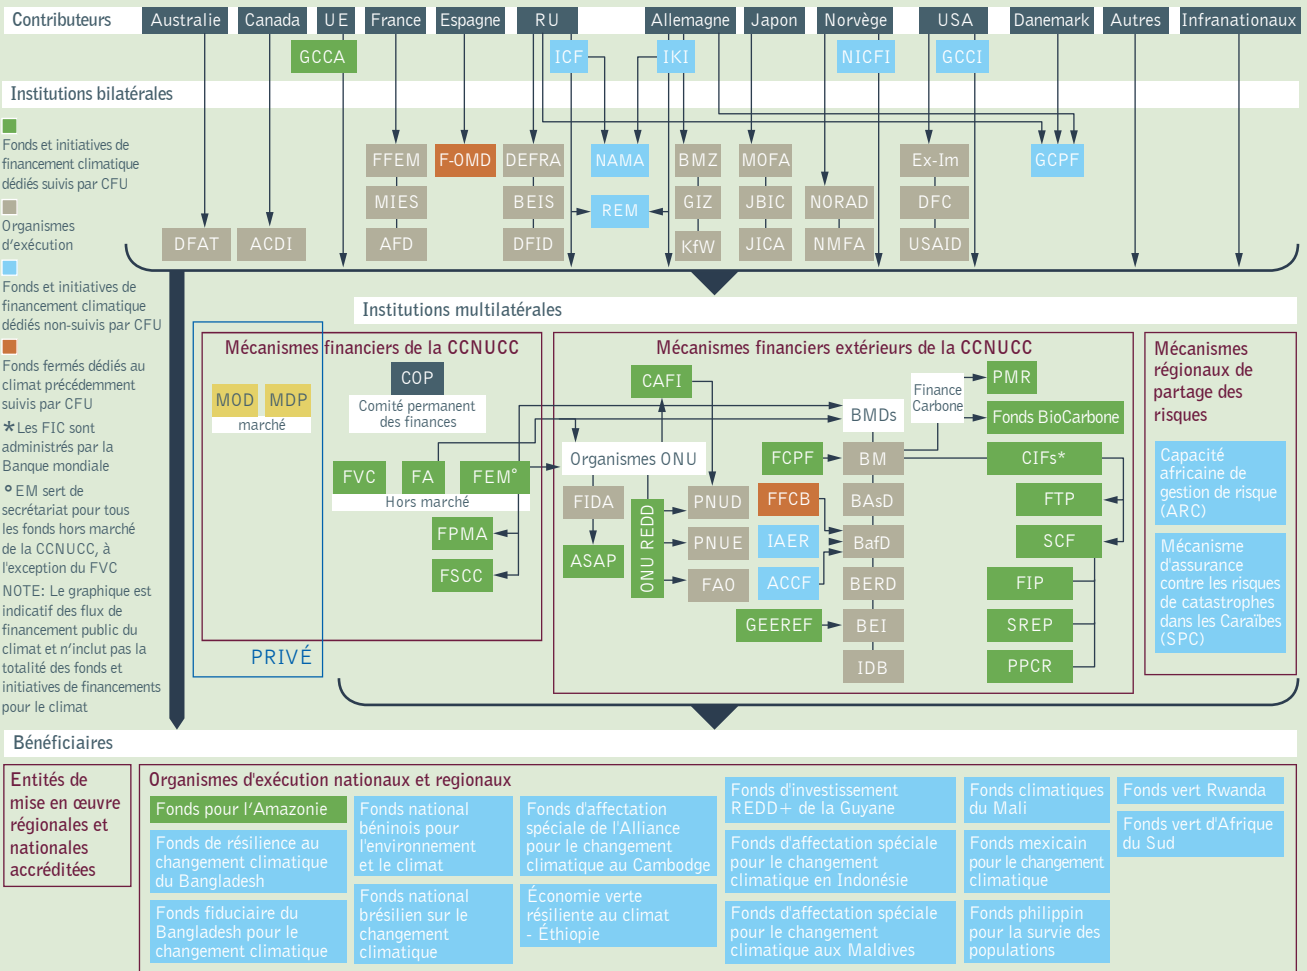 Contributeurs
Australie
Canada
UE
France
Espagne
RU
Allemagne
Japon
Norvège
USA
Danemark
Autres
Infranationaux
GCCA
ICF
IKI
NICFI
GCCI
Institutions bilatérales
Fonds et initiatives de
financement climatique
dédiés suivis par CFU
Organismes
d'exécution
Fonds et initiatives de
financement climatique
dédiés non-suivis par CFU
Fonds fermés dédiés au
climat précédemment
suivis par CFU
*Les FIC sont
administrés par la
Banque mondiale
°EM sert de
secrétariat pour tous
les fonds hors marché
de la CCNUCC, à
l'exception du FVC
NOTE: Le graphique est
indicatif des flux de
financement public du
climat et n'inclut pas la
totalité des fonds et
initiatives de financements
pour le climat
FFEM
F-OMD
DEFRA
NAMA
BMZ
MOFA
Ex-Im
GCPF
MIES
BEIS
REM
GIZ
JBIC
NORAD
DFC
DFAT
ACDI
AFD
DFID
KfW
JICA
NMFA
USAID
Institutions multilatérales
Mécanismes financiers de la CCNUCC
COP
Comité permanent
des finances
MOD
MDP
marché
FVC
FA
FEM°
Hors marché
FPMA
FSCC
PRIVÉ
Mécanismes financiers extérieurs de la CCNUCC
CAFI
Organismes ONU
FIDA
ASAP
ONU REDD
PNUD
PNUE
FAO
FCPF
FFCB
IAER
ACCF
GEEREF
BMDs
BM
BAsD
BafD
BERD
BEI
IDB
Finance
Carbone
PMR
Fonds BioCarbone
CIFs*
FTP
SCF
FIP
SREP
PPCR
Mécanismes
régionaux de
partage des
risques
Capacité
africaine de
gestion de risque
(ARC)
Mécanisme
d'assurance
contre les risques
de catastrophes
dans les Caraïbes
(SPC)
Bénéficiaires
Entités de
mise en œuvre
régionales et
nationales
accréditées
Organismes d'exécution nationaux et regionaux
Fonds pour l'Amazonie
Fonds de résilience au
changement climatique
du Bangladesh
Fonds fiduciaire du
Bangladesh pour le
changement climatique
Fonds national
béninois pour
l'environnement
et le climat
Fonds national
brésilien sur le
changement
climatique
Fonds d'affectation
spéciale de l'Alliance
pour le changement
climatique au Cambodge
Économie verte
résiliente au climat
- Éthiopie
Fonds d'investissement
REDD+ de la Guyane
Fonds d'affectation spéciale
pour le changement
climatique en Indonésie
Fonds d'affectation spéciale
pour le changement
climatique aux Maldives
Fonds climatiques
du Mali
Fonds mexicain
pour le changement
climatique
Fonds philippin
pour la survie des
populations
Fonds vert Rwanda
Fonds vert d'Afrique
du Sud